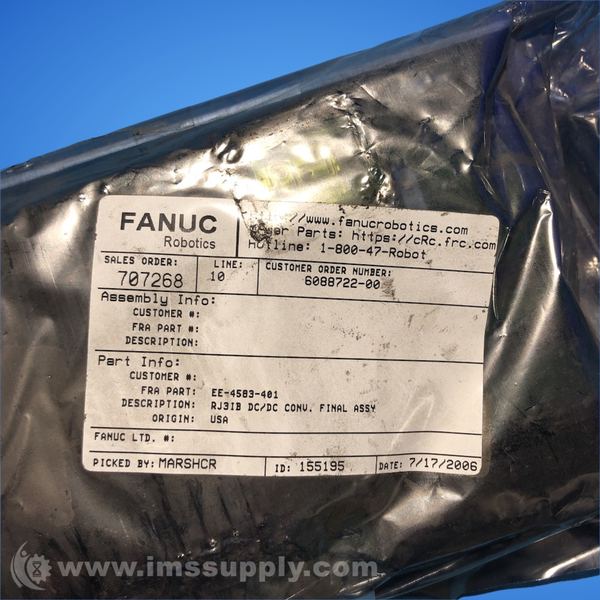 FANUC
Robotics
://www.fanucrobotics.com
Parts: https://cRc.frc.com
Hotline: 1-800-47-Robot
SALES ORDER:
707268
LINE:
10
CUSTOMER ORDER NUMBER:
6088722-00
Assembly Info:
CUSTOMER #:
FRA PART #:
DESCRIPTION:
Part Info:
CUSTOMER #:
FRA PART: EE-4583-401
DESCRIPTION: RJ3IB DC/DC CONV. FINAL ASSY
ORIGIN: USA
FANUC LTD. #:
PICKED BY: MARSHCR
ID: 155195
DATE: 7/17/2006
www.imssupply.com